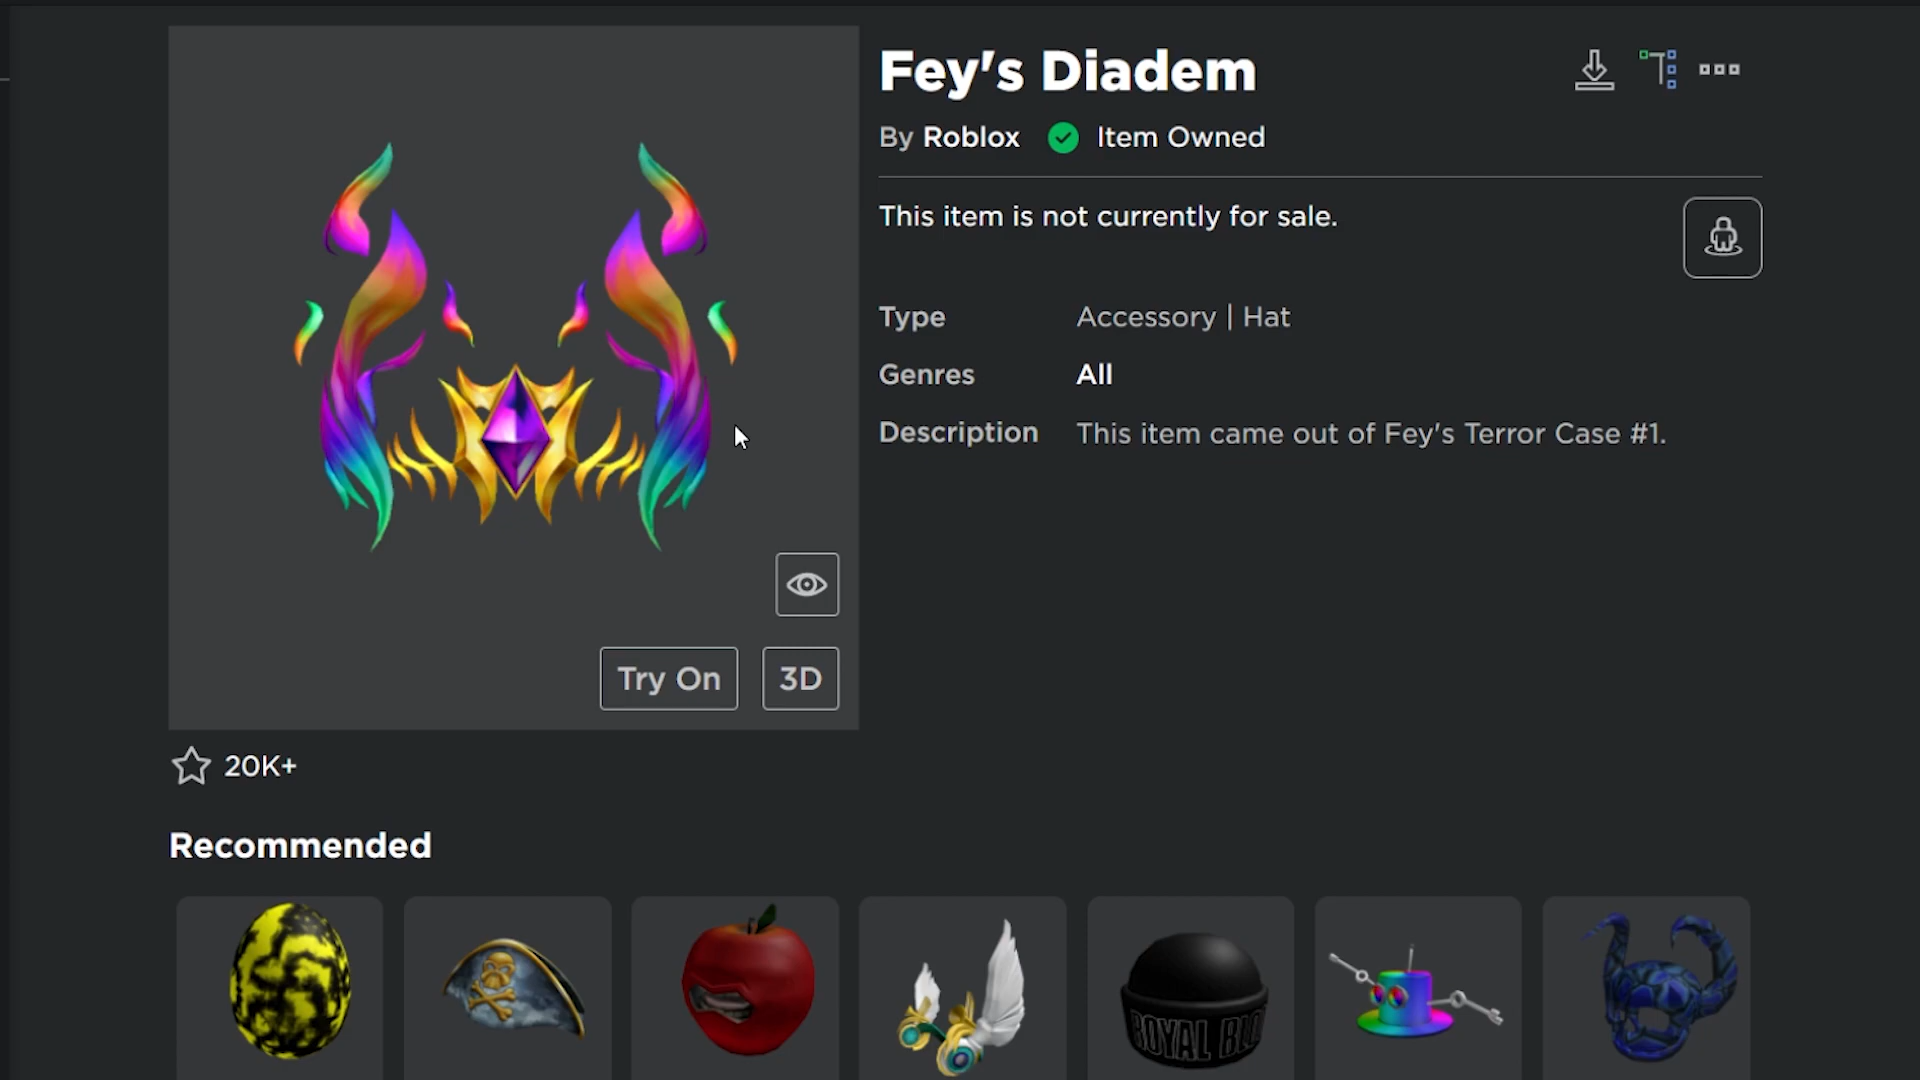 Fey's Diadem
By Roblox Item Owned
This item is not currently for sale.
Type Accessory | Hat
Genres All
Description This item came out of Fey's Terror Case #1.
Try On 3D
20K+
Recommended
ROYAL